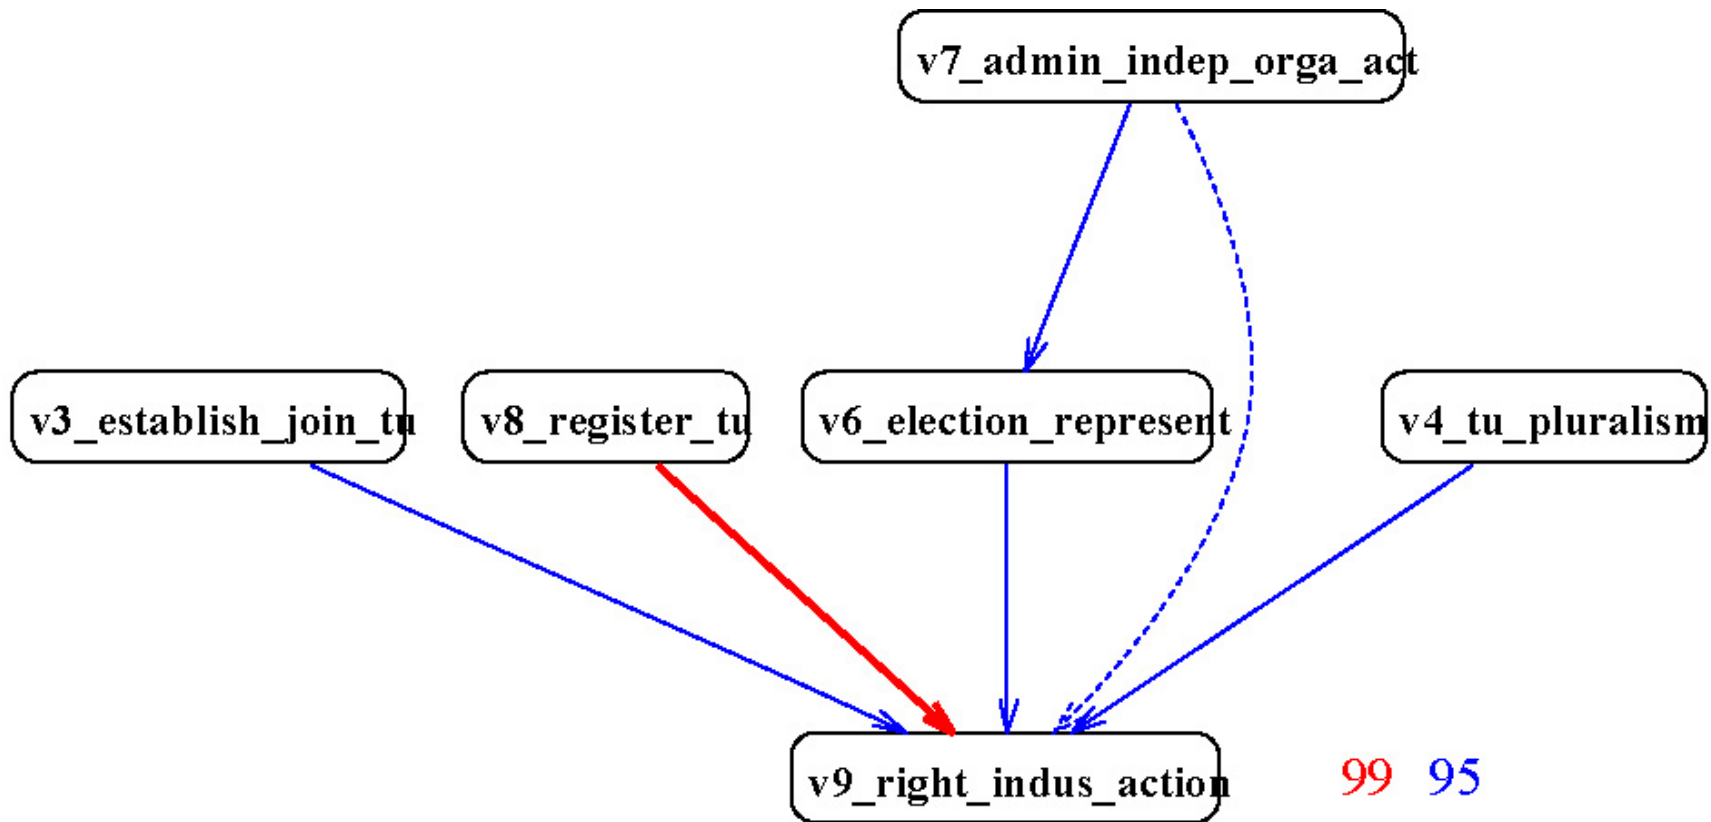 v7_admin_indep_orga_act
v3_establish_join_tu v8_register_tu v6_election_represent v4_tu_pluralism
v9_right_indus_action 99 95